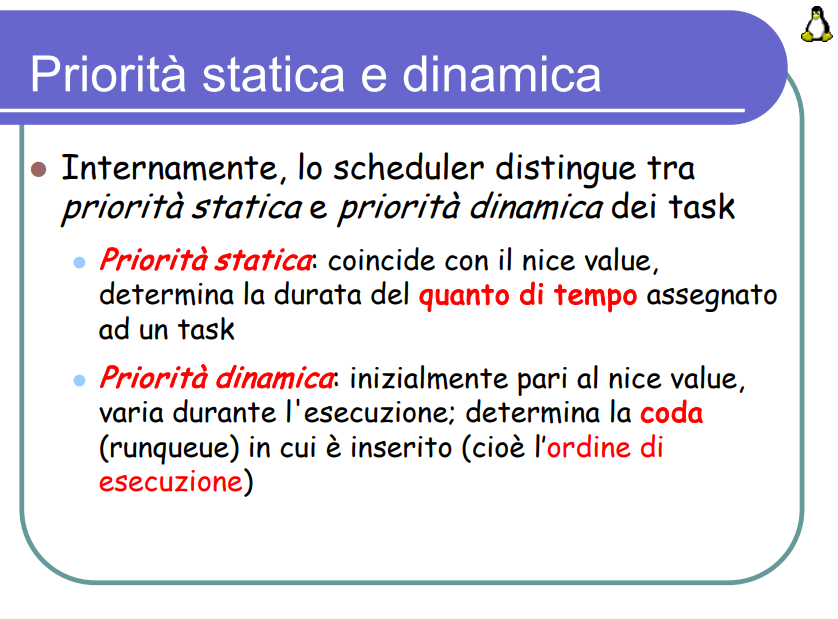 Priorità statica e dinamica
Internamente, lo scheduler distingue tra
priorità statica e priorità dinamica dei task
Priorità statica: coincide con il nice value,
determina la durata del quanto di tempo assegnato
ad un task
Priorità dinamica: inizialmente pari al nice value,
varia durante l'esecuzione; determina la coda
(runqueue) in cui è inserito (cioè l’ordine di
esecuzione)